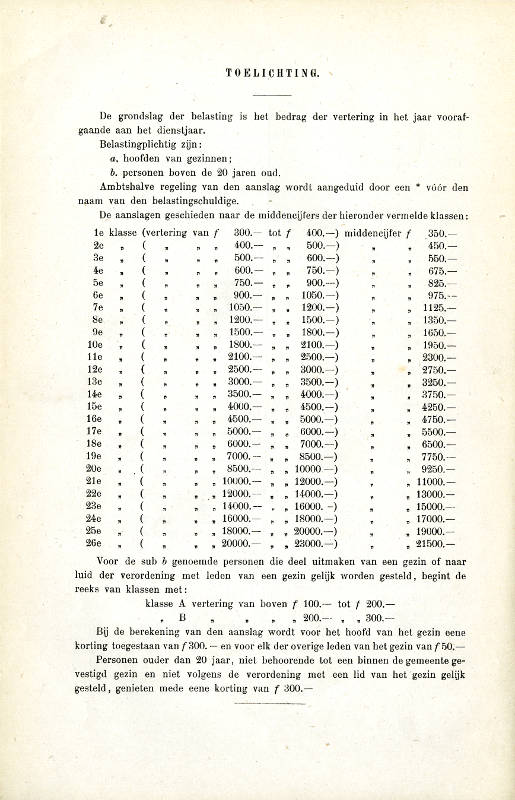 TOELICHTING.
De grondslag der belasting is het bedrag der vertering in het jaar vooraf-
gaande aan het dienstjaar.
Belastingplichtig zijn:
a. hoofden van gezinnen;
b. personen boven de 20 jaren oud.
Ambtshalve regeling van den aanslag wordt aangeduid door een * vóór den
naam van den belastingschuldige.
De aanslagen geschieden naar de middencijfers der hieronder vermelde klassen:
1e klasse (vertering van f 300.— tot f 400.—) middencijfer f 350.—
2e „ ( „ „ „ 400.— „ „ 500.—) „ „ 450.—
3e „ ( „ „ „ 500.— „ „ 600.—) „ „ 550.—
4e „ ( „ „ „ 600.— „ „ 750.—) „ „ 675.—
5e „ ( „ „ „ 750.— „ „ 900.—) „ „ 825.—
6e „ ( „ „ „ 900.— „ „ 1050.—) „ „ 975.—
7e „ ( „ „ „ 1050.— „ „ 1200.—) „ „ 1125.—
8e „ ( „ „ „ 1200.— „ „ 1500.—) „ „ 1350.—
9e „ ( „ „ „ 1500.— „ „ 1800.—) „ „ 1650.—
10e „ ( „ „ „ 1800.— „ „ 2100.—) „ „ 1950.—
11e „ ( „ „ „ 2100.— „ „ 2500.—) „ „ 2300.—
12e „ ( „ „ „ 2500.— „ „ 3000.—) „ „ 2750.—
13e „ ( „ „ „ 3000.— „ „ 3500.—) „ „ 3250.—
14e „ ( „ „ „ 3500.— „ „ 4000.—) „ „ 3750.—
15e „ ( „ „ „ 4000.— „ „ 4500.—) „ „ 4250.—
16e „ ( „ „ „ 4500.— „ „ 5000.—) „ „ 4750.—
17e „ ( „ „ „ 5000.— „ „ 6000.—) „ „ 5500.—
18e „ ( „ „ „ 6000.— „ „ 7000.—) „ „ 6500.—
19e „ ( „ „ „ 7000.— „ „ 8500.—) „ „ 7750.—
20e „ ( „ „ „ 8500.— „ „ 10000.—) „ „ 9250.—
21e „ ( „ „ „ 10000.— „ „ 12000.—) „ „ 11000.—
22e „ ( „ „ „ 12000.— „ „ 14000.—) „ „ 13000.—
23e „ ( „ „ „ 14000.— „ „ 16000.—) „ „ 15000.—
24e „ ( „ „ „ 16000.— „ „ 18000.—) „ „ 17000.—
25e „ ( „ „ „ 18000.— „ „ 20000.—) „ „ 19000.—
26e „ ( „ „ „ 20000.— „ „ 23000.—) „ „ 21500.—
Voor de sub b genoemde personen die deel uitmaken van een gezin of naar
luid der verordening met leden van een gezin gelijk worden gesteld, begint de
reeks van klassen met:
klasse A vertering van boven f 100.— tot f 200.—
„ B „ „ „ „ 200.— „ „ 300.—
Bij de berekening van den aanslag wordt voor het hoofd van het gezin eene
korting toegestaan van f 300.— en voor elk der overige leden van het gezin van f 50.—
Personen ouder dan 20 jaar, niet behoorende tot een binnen de gemeente ge-
vestigd gezin en niet volgens de verordening met een lid van het gezin gelijk
gesteld, genieten mede eene korting van f 300.—